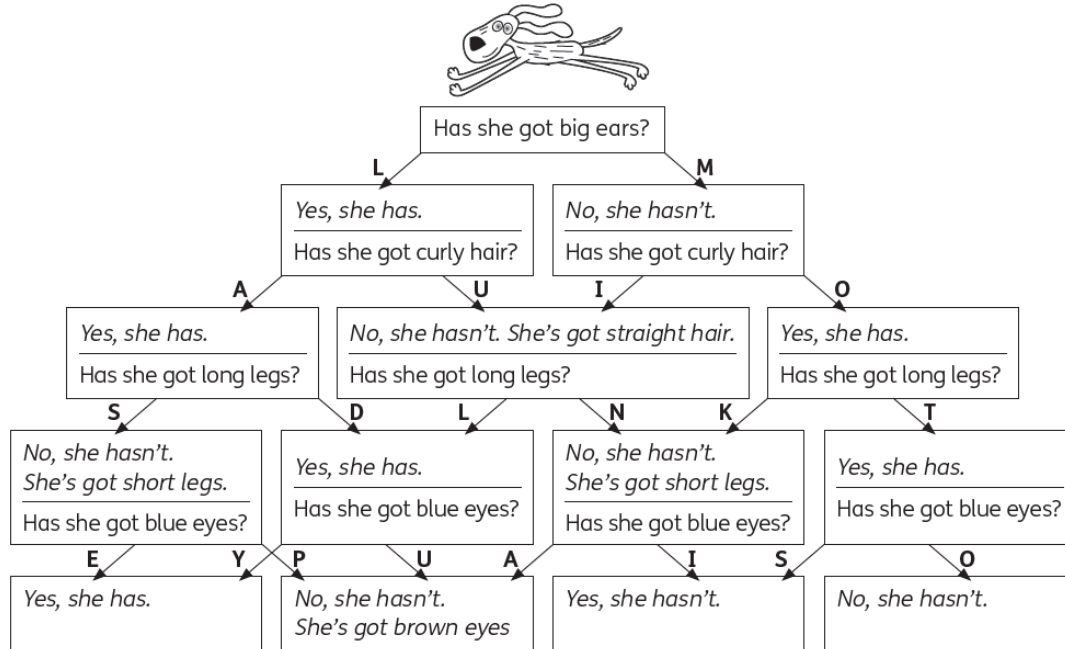 Has she got big ears?
L
M
Yes, she has.
Has she got curly hair?
No, she hasn't.
Has she got curly hair?
A
U
I
O
Yes, she has.
Has she got long legs?
No, she hasn't. She's got straight hair.
Has she got long legs?
Yes, she has.
Has she got long legs?
S
D
L
N
K
T
No, she hasn't.
She's got short legs.
Has she got blue eyes?
Yes, she has.
Has she got blue eyes?
No, she hasn't.
She's got short legs.
Has she got blue eyes?
Yes, she has.
Has she got blue eyes?
E
Y
P
U
A
I
S
O
Yes, she has.
No, she hasn't.
She's got brown eyes
Yes, she hasn't.
No, she hasn't.